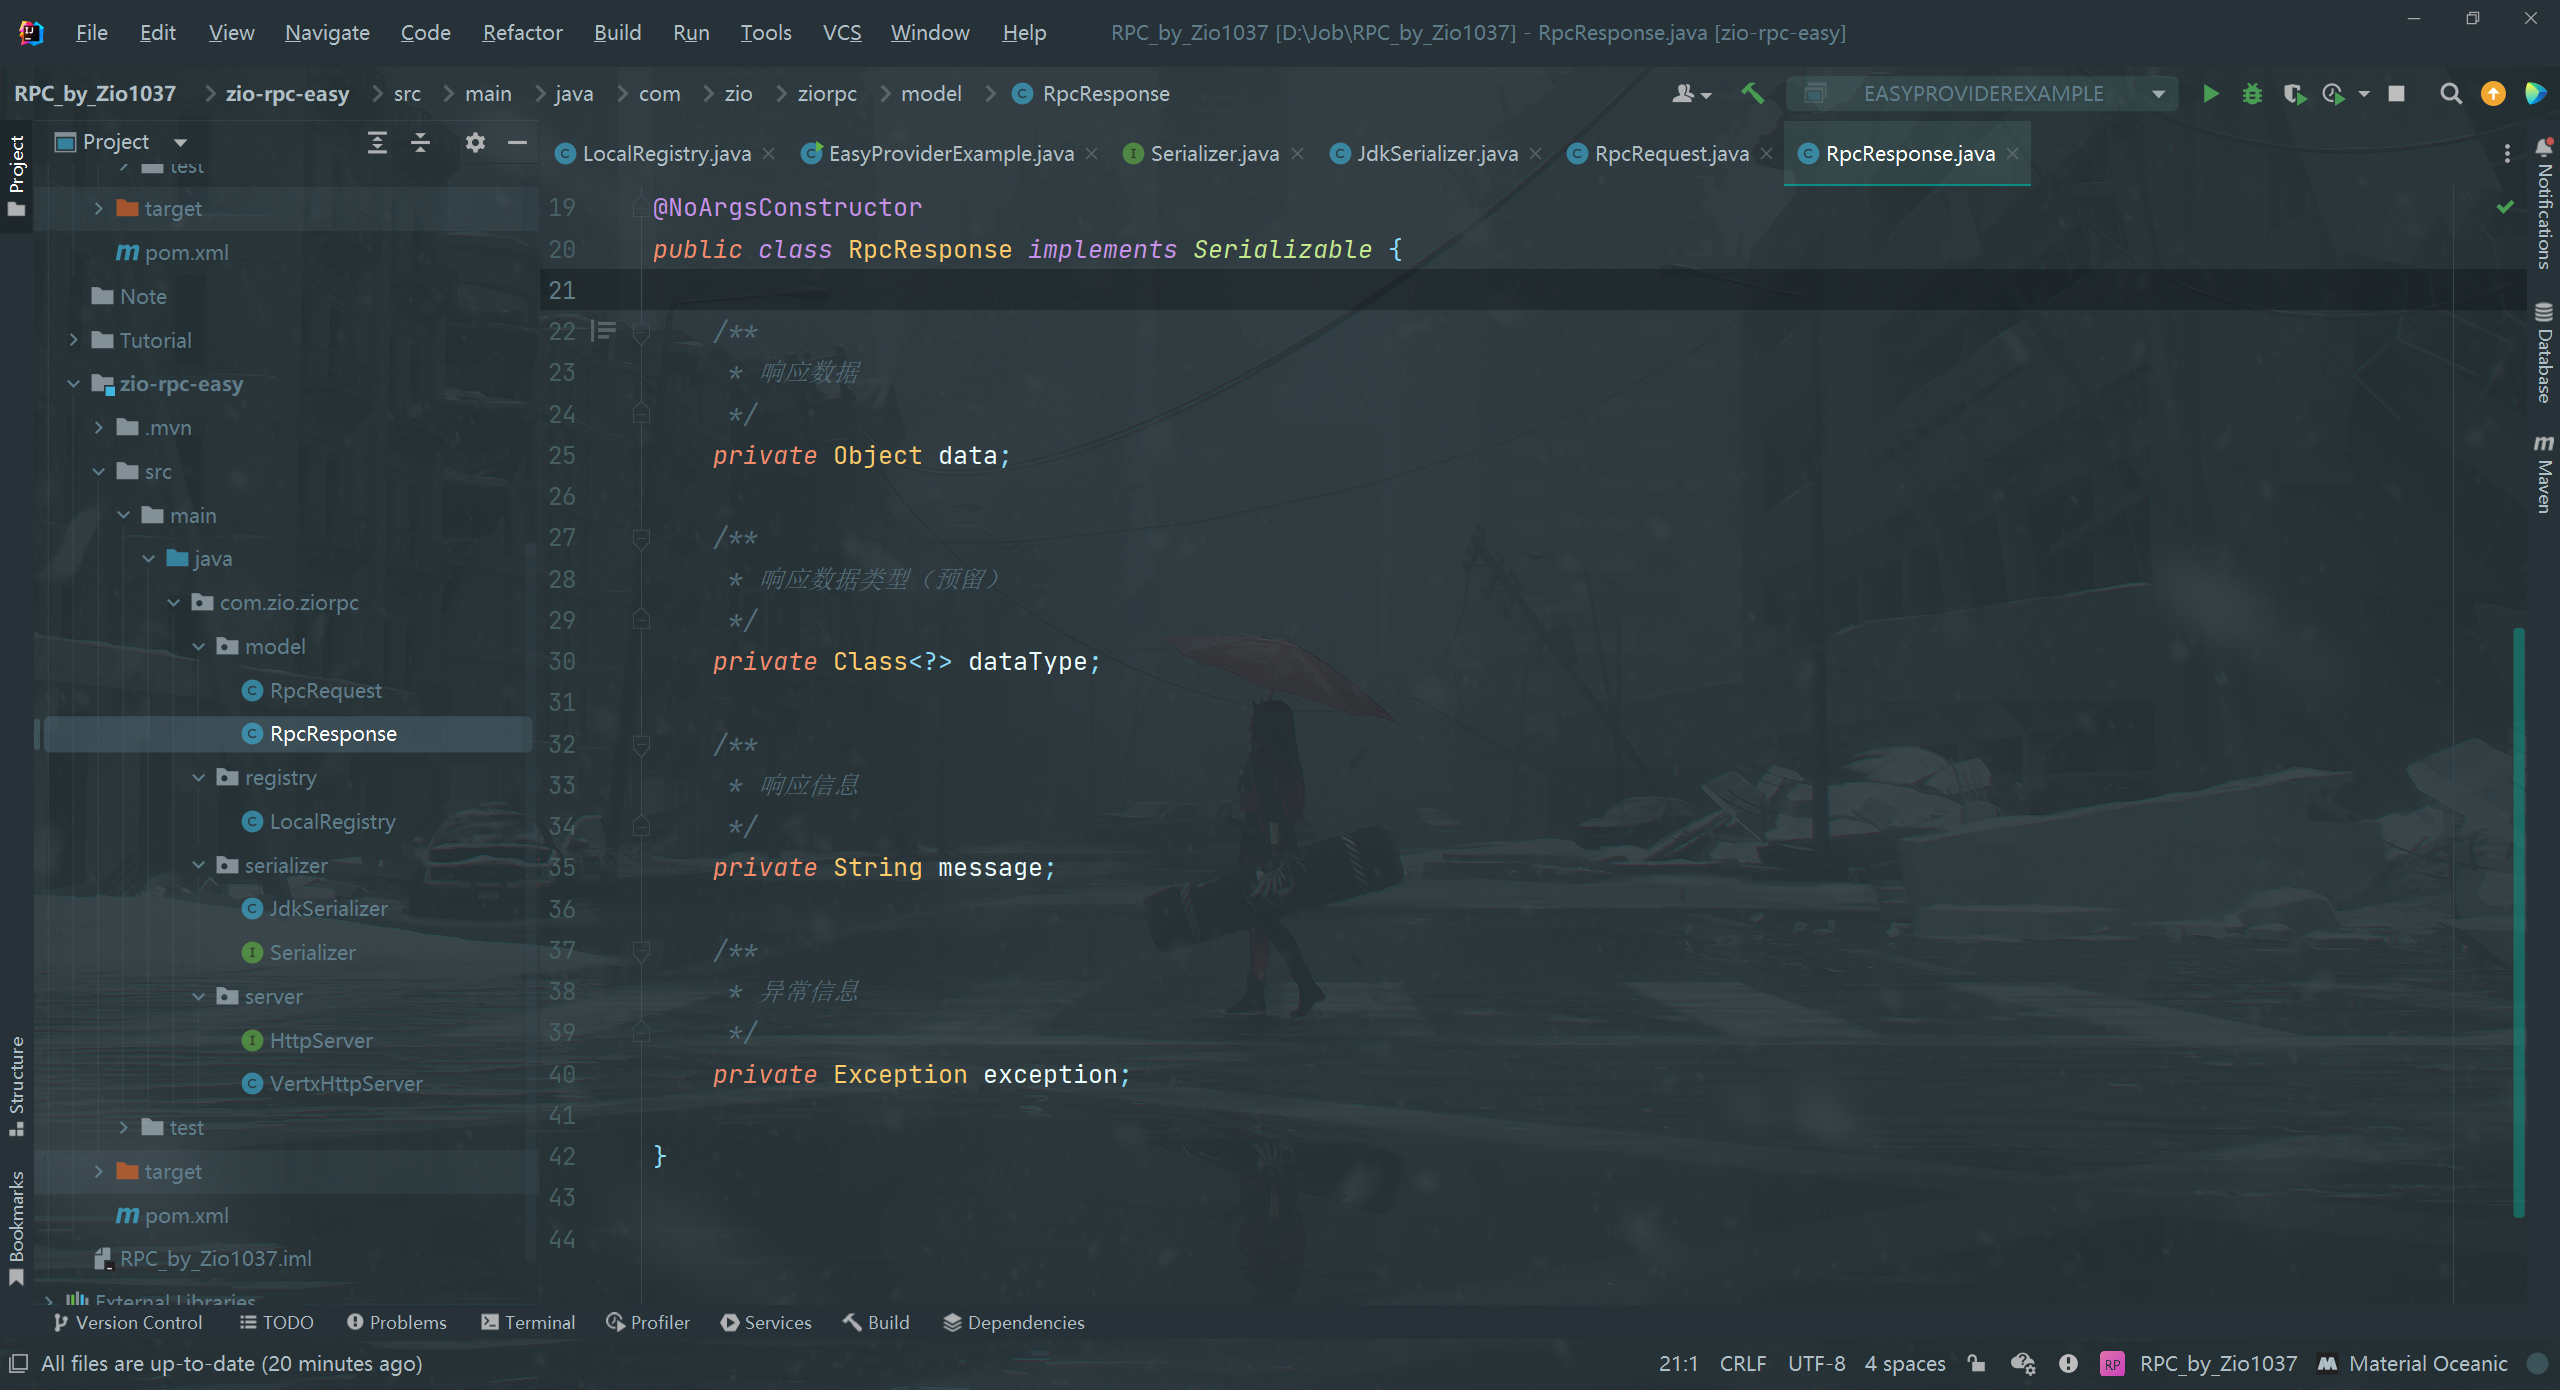 File Edit View Navigate Code Refactor Build Run Tools VCS Window Help RPC_by_Zio1037 [D:\Job\RPC_by_Zio1037] - RpcResponse.java [zio-rpc-easy]
RPC_by_Zio1037 zio-rpc-easy src main java com zio ziorpc model RpcResponse EASYPROVIDEREXAMPLE
Project
Project
LocalRegistry.java EasyProviderExample.java Serializer.java JdkSerializer.java RpcRequest.java RpcResponse.java
test
target
pom.xml
Note
Tutorial
zio-rpc-easy
.mvn
src
main
java
com.zio.ziorpc
model
RpcRequest
RpcResponse
registry
LocalRegistry
serializer
JdkSerializer
Serializer
server
HttpServer
VertxHttpServer
test
target
pom.xml
RPC_by_Zio1037.iml
External Libraries
Structure
Bookmarks
19 @NoArgsConstructor
20 public class RpcResponse implements Serializable {
21
22 /**
23 * 响应数据
24 */
25 private Object data;
26
27 /**
28 * 响应数据类型（预留）
29 */
30 private Class<?> dataType;
31
32 /**
33 * 响应信息
34 */
35 private String message;
36
37 /**
38 * 异常信息
39 */
40 private Exception exception;
41
42 }
43
44
Notifications
Database
Maven
Version Control TODO Problems Terminal Profiler Services Build Dependencies
All files are up-to-date (20 minutes ago) 21:1 CRLF UTF-8 4 spaces RP RPC_by_Zio1037 Material Oceanic